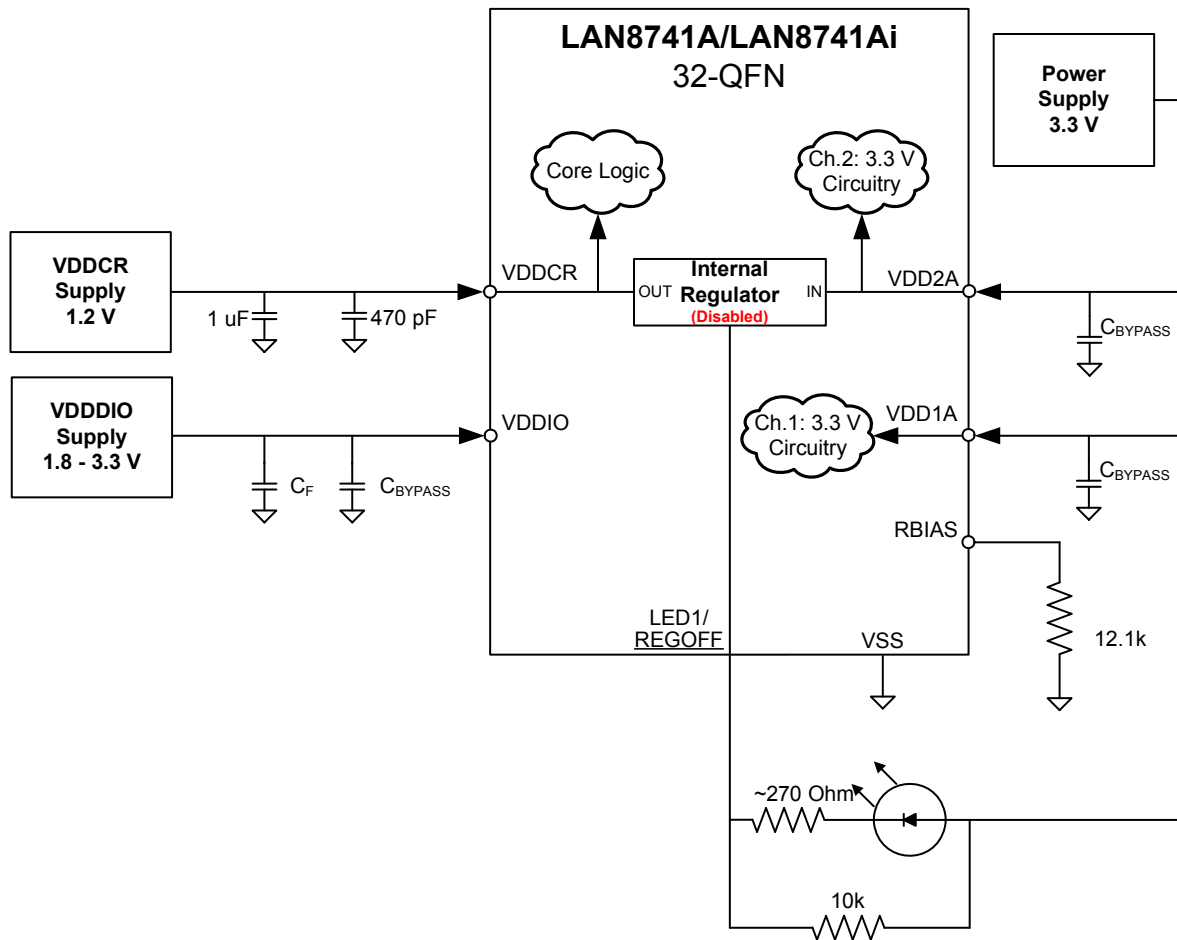 LAN8741A/LAN8741Ai
32-QFN
Power
Supply
3.3 V
Core Logic
Ch.2: 3.3 V
Circuitry
VDDCR
Supply
1.2 V
VDDCR
OUT
Internal
Regulator
(Disabled)
IN
VDD2A
1 uF
470 pF
CBYPASS
VDDDIO
Supply
1.8 - 3.3 V
VDDIO
Ch.1: 3.3 V
Circuitry
VDD1A
CF
CBYPASS
CBYPASS
RBIAS
LED1/
REGOFF
VSS
12.1k
~270 Ohm
10k